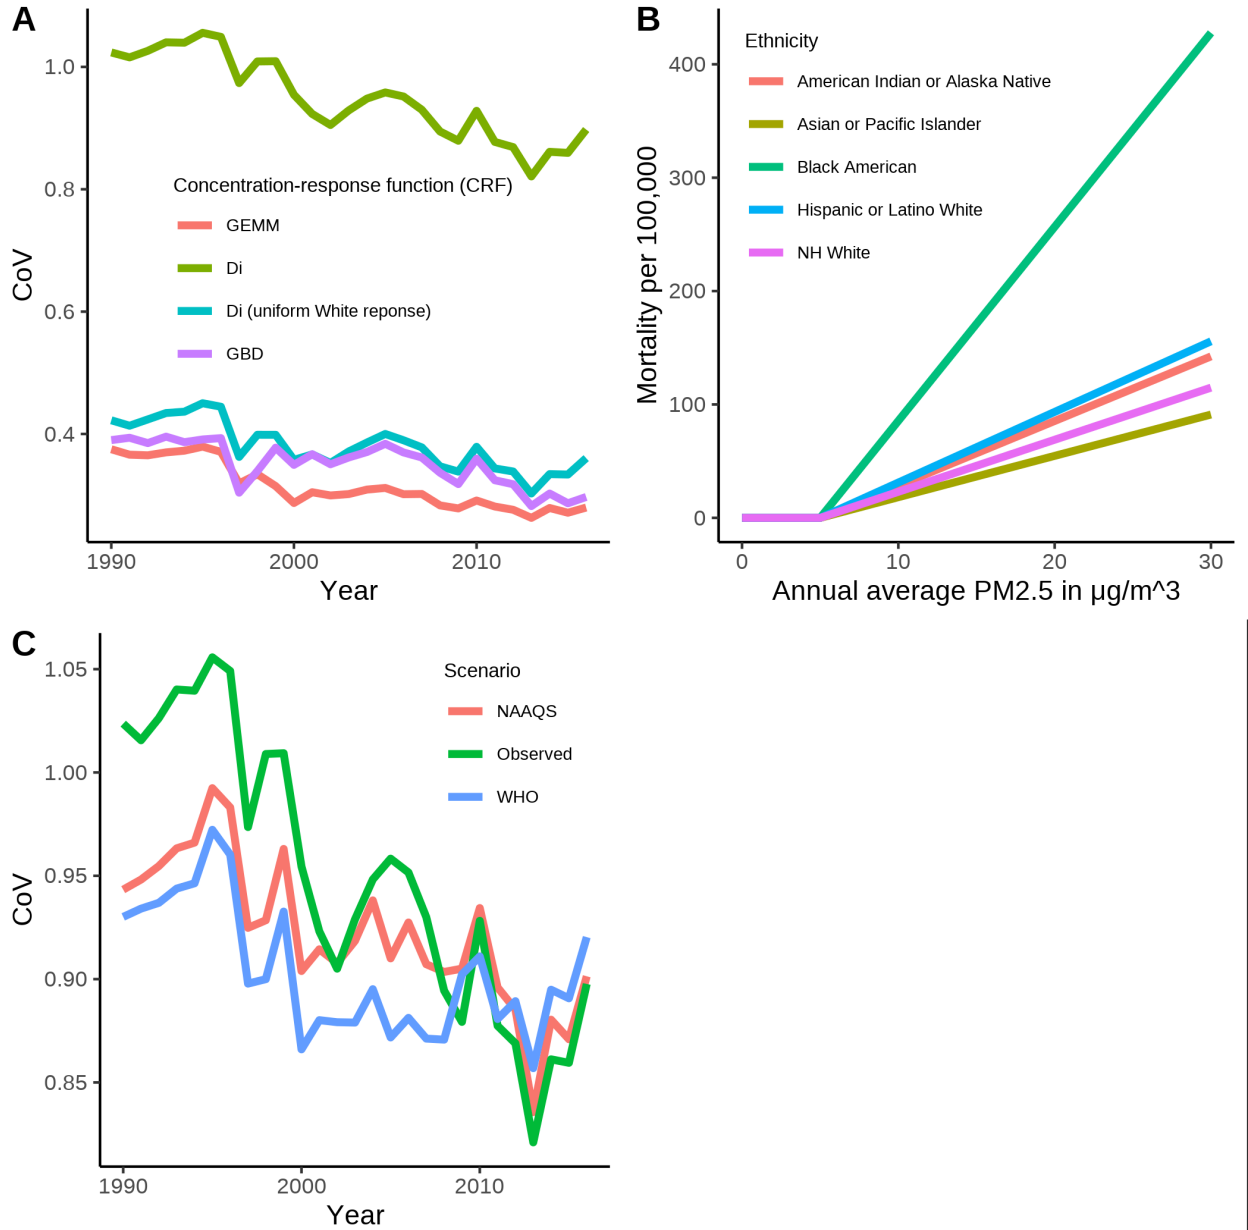 A
1.0
0.8
0.6
0.4
CoV
Concentration-response function (CRF)
GEMM
Di
Di (uniform White reponse)
GBD
1990
2000
2010
Year
B
400
300
200
100
0
Mortality per 100,000
Ethnicity
American Indian or Alaska Native
Asian or Pacific Islander
Black American
Hispanic or Latino White
NH White
0
10
20
30
Annual average PM2.5 in μg/m^3
C
1.05
1.00
0.95
0.90
0.85
CoV
Scenario
NAAQS
Observed
WHO
1990
2000
2010
Year